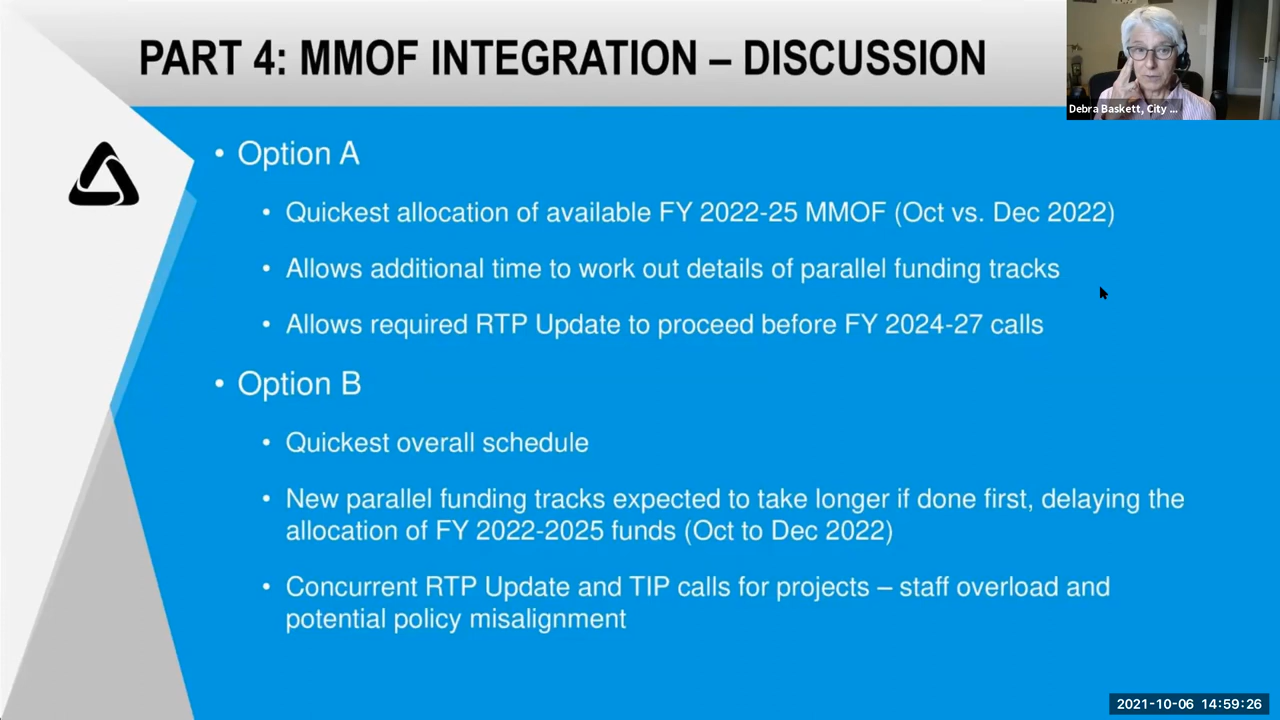 PART 4: MMOF INTEGRATION – DISCUSSION
Debra Baskett, City ...
• Option A
• Quickest allocation of available FY 2022-25 MMOF (Oct vs. Dec 2022)
• Allows additional time to work out details of parallel funding tracks
• Allows required RTP Update to proceed before FY 2024-27 calls
• Option B
• Quickest overall schedule
• New parallel funding tracks expected to take longer if done first, delaying the
allocation of FY 2022-2025 funds (Oct to Dec 2022)
• Concurrent RTP Update and TIP calls for projects – staff overload and
potential policy misalignment
2021-10-06 14:59:26